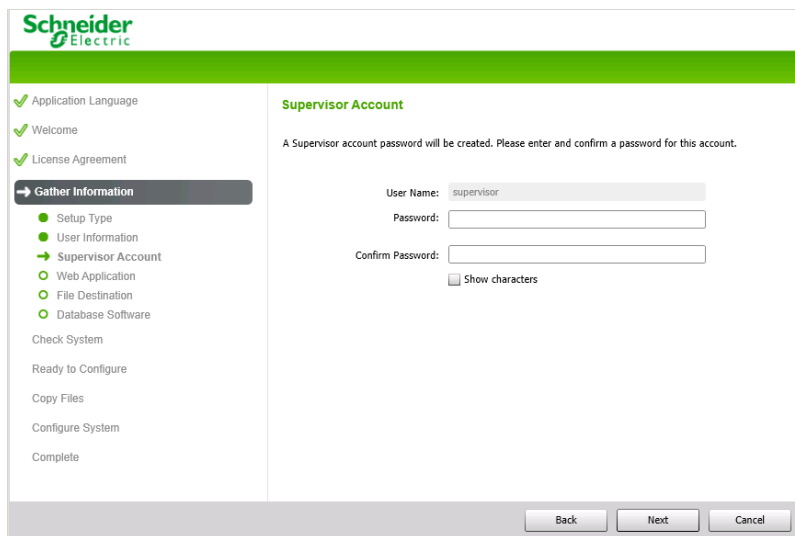 Schneider
Electric
Application Language
Welcome
License Agreement
Gather Information
Setup Type
User Information
Supervisor Account
Web Application
File Destination
Database Software
Check System
Ready to Configure
Copy Files
Configure System
Complete
Supervisor Account
A Supervisor account password will be created. Please enter and confirm a password for this account.
User Name: supervisor
Password:
Confirm Password:
Show characters
Back Next Cancel